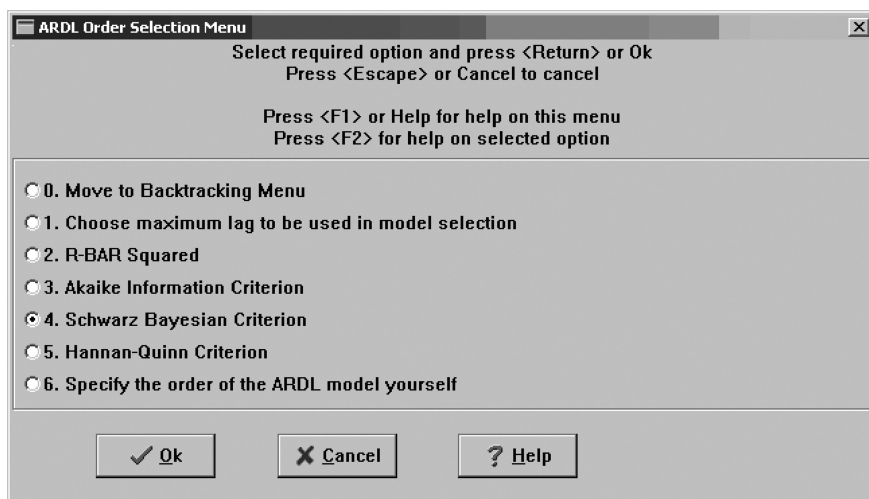 ARDL Order Selection Menu
Select required option and press <Return> or Ok
Press <Escape> or Cancel to cancel
Press <F1> or Help for help on this menu
Press <F2> for help on selected option
0. Move to Backtracking Menu
1. Choose maximum lag to be used in model selection
2. R-BAR Squared
3. Akaike Information Criterion
4. Schwarz Bayesian Criterion
5. Hannan-Quinn Criterion
6. Specify the order of the ARDL model yourself
Ok Cancel Help